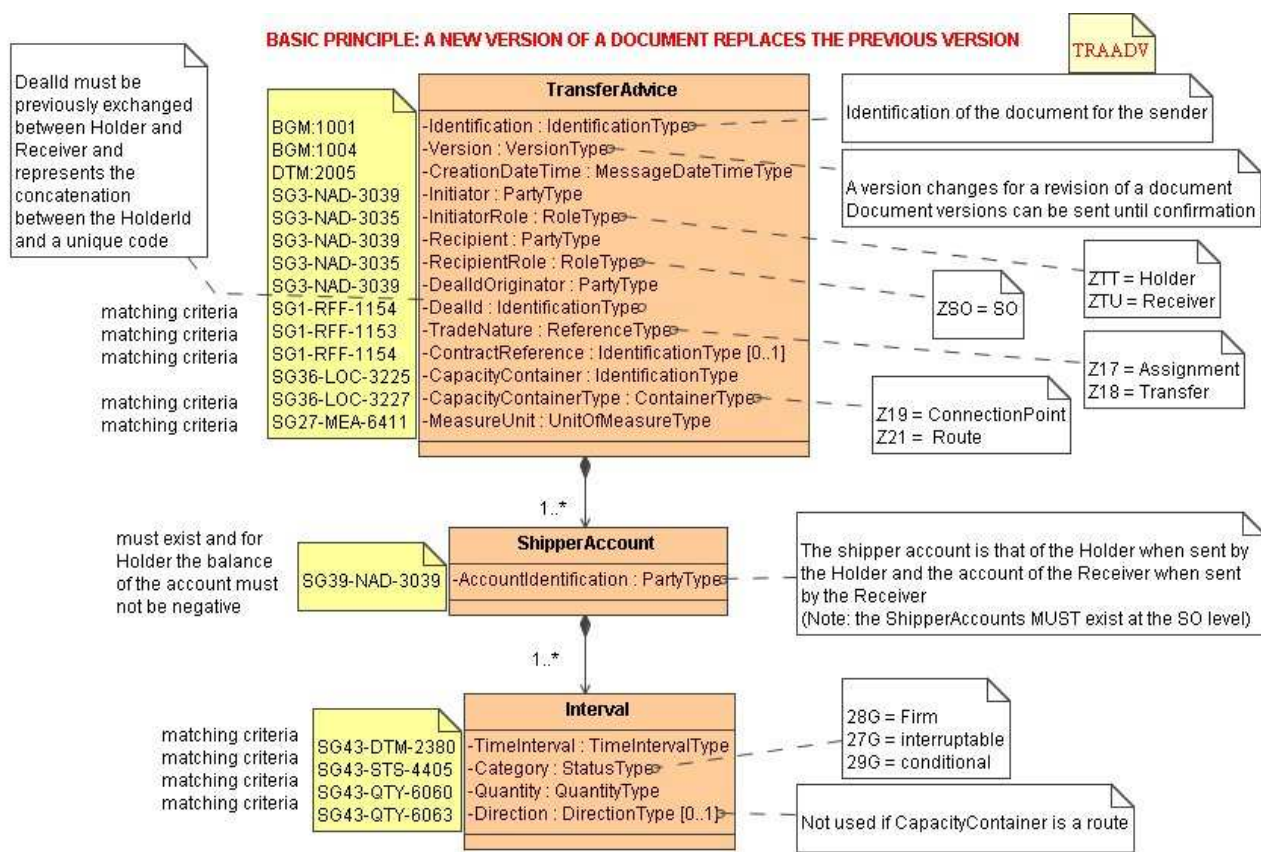 BASIC PRINCIPLE: A NEW VERSION OF A DOCUMENT REPLACES THE PREVIOUS VERSION
TRAADV
DealId must be
previously exchanged
between Holder and
Receiver and
represents the
concatenation
between the HolderId
and a unique code
matching criteria
matching criteria
matching criteria
matching criteria
matching criteria
BGM:1001
BGM:1004
DTM:2005
SG3-NAD-3039
SG3-NAD-3035
SG3-NAD-3039
SG3-NAD-3035
SG3-NAD-3039
SG1-RFF-1154
SG1-RFF-1153
SG1-RFF-1154
SG36-LOC-3225
SG36-LOC-3227
SG27-MEA-6411
TransferAdvice
-Identification : IdentificationType
-Version : VersionType
-CreationDateTime : MessageDateTimeType
-Initiator : PartyType
-InitiatorRole : RoleType
-Recipient : PartyType
-RecipientRole : RoleType
-DealIdOriginator : PartyType
-DealId : IdentificationType
-TradeNature : ReferenceType
-ContractReference : IdentificationType [0..1]
-CapacityContainer : IdentificationType
-CapacityContainerType : ContainerType
-MeasureUnit : UnitOfMeasureType
Identification of the document for the sender
A version changes for a revision of a document
Document versions can be sent until confirmation
ZTT = Holder
ZTU = Receiver
ZSO = SO
Z17 = Assignment
Z18 = Transfer
Z19 = ConnectionPoint
Z21 = Route
1..*
must exist and for
Holder the balance
of the account must
not be negative
SG39-NAD-3039
ShipperAccount
-AccountIdentification : PartyType
The shipper account is that of the Holder when sent by
the Holder and the account of the Receiver when sent
by the Receiver
(Note: the ShipperAccounts MUST exist at the SO level)
1..*
matching criteria
matching criteria
matching criteria
matching criteria
SG43-DTM-2380
SG43-STS-4405
SG43-QTY-6060
SG43-QTY-6063
Interval
-TimeInterval : TimeIntervalType
-Category : StatusType
-Quantity : QuantityType
-Direction : DirectionType [0..1]
28G = Firm
27G = interruptable
29G = conditional
Not used if CapacityContainer is a route